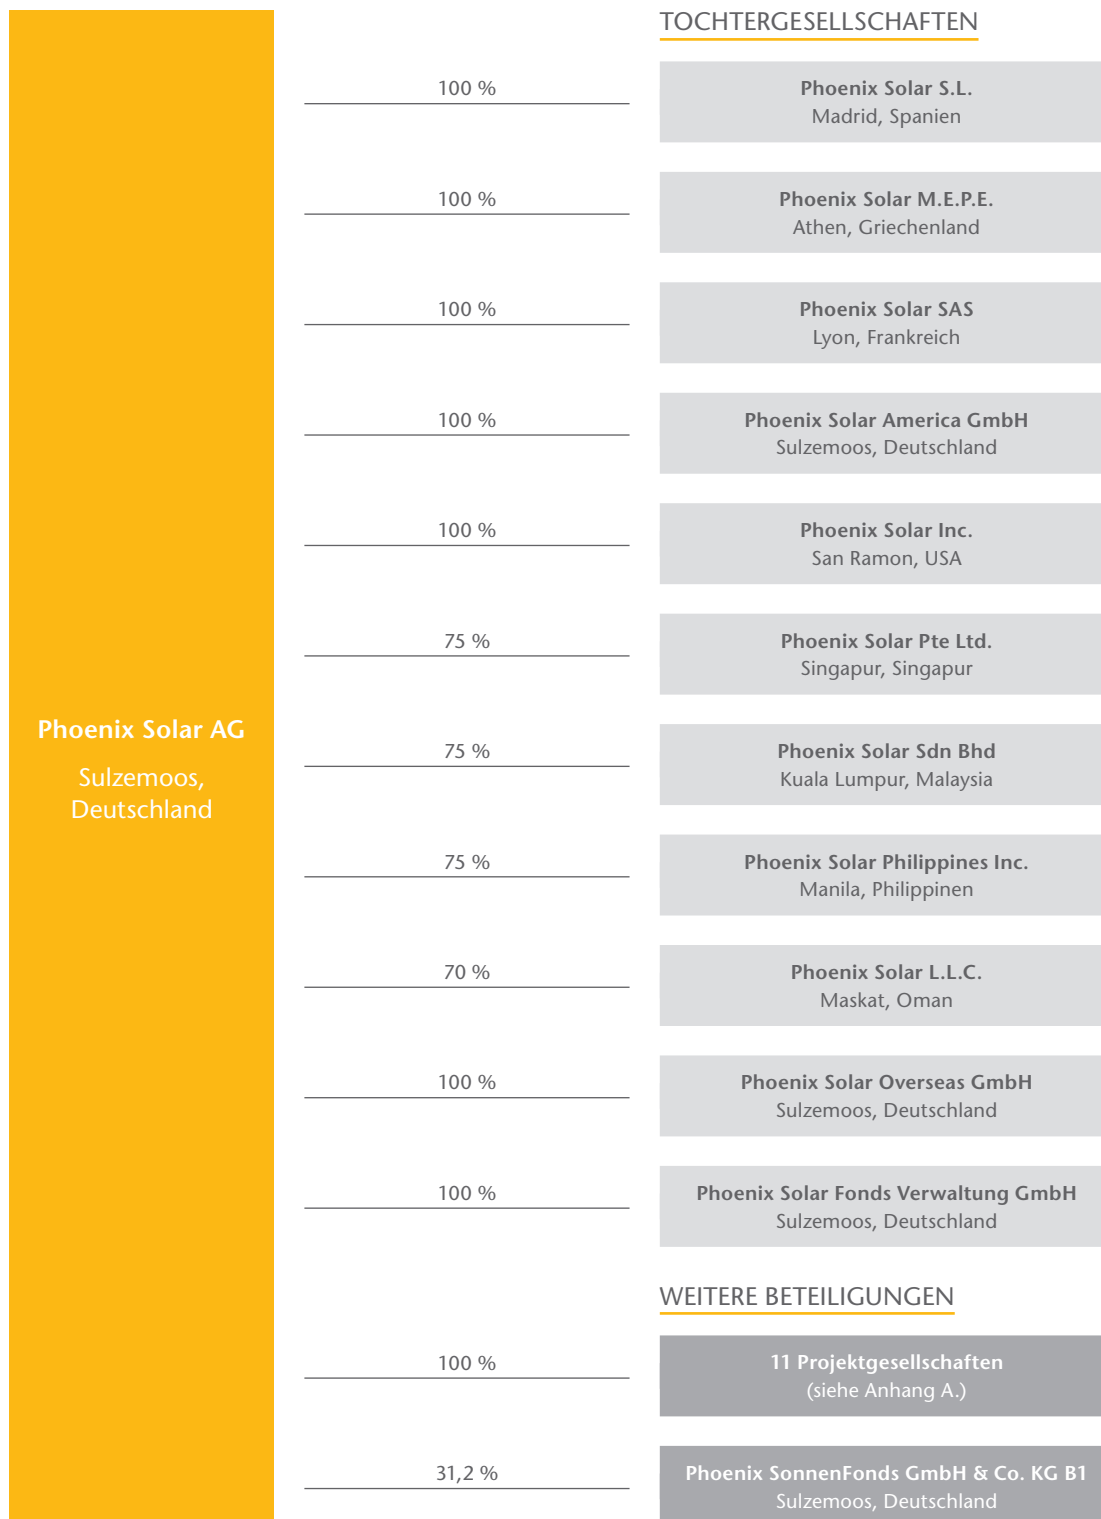 TOCHTERGESELLSCHAFTEN
100 %
Phoenix Solar S.L.
Madrid, Spanien
100 %
Phoenix Solar M.E.P.E.
Athen, Griechenland
100 %
Phoenix Solar SAS
Lyon, Frankreich
100 %
Phoenix Solar America GmbH
Sulzemoos, Deutschland
100 %
Phoenix Solar Inc.
San Ramon, USA
75 %
Phoenix Solar Pte Ltd.
Singapur, Singapur
Phoenix Solar AG
Sulzemoos,
Deutschland
75 %
Phoenix Solar Sdn Bhd
Kuala Lumpur, Malaysia
75 %
Phoenix Solar Philippines Inc.
Manila, Philippinen
70 %
Phoenix Solar L.L.C.
Maskat, Oman
100 %
Phoenix Solar Overseas GmbH
Sulzemoos, Deutschland
100 %
Phoenix Solar Fonds Verwaltung GmbH
Sulzemoos, Deutschland
WEITERE BETEILIGUNGEN
100 %
11 Projektgesellschaften
(siehe Anhang A.)
31,2 %
Phoenix SonnenFonds GmbH & Co. KG B1
Sulzemoos, Deutschland